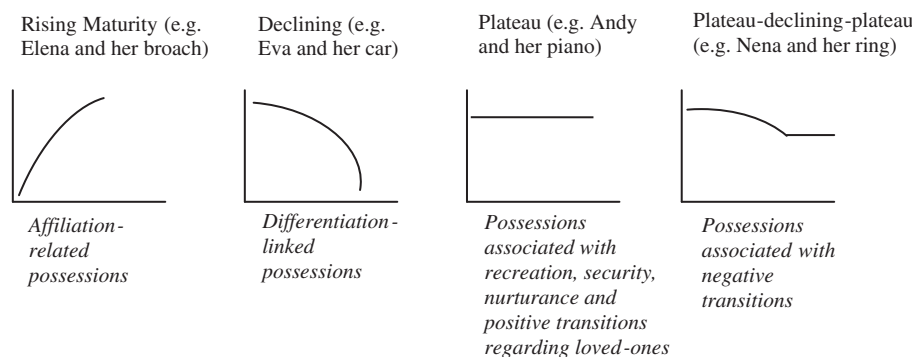 Rising Maturity (e.g.
Elena and her broach)
Declining (e.g.
Eva and her car)
Plateau (e.g. Andy
and her piano)
Plateau-declining-plateau
(e.g. Nena and her ring)
Affiliation-
related
possessions
Differentiation-
linked
possessions
Possessions
associated with
recreation, security,
nurturance and
positive transitions
regarding loved-ones
Possessions
associated with
negative
transitions